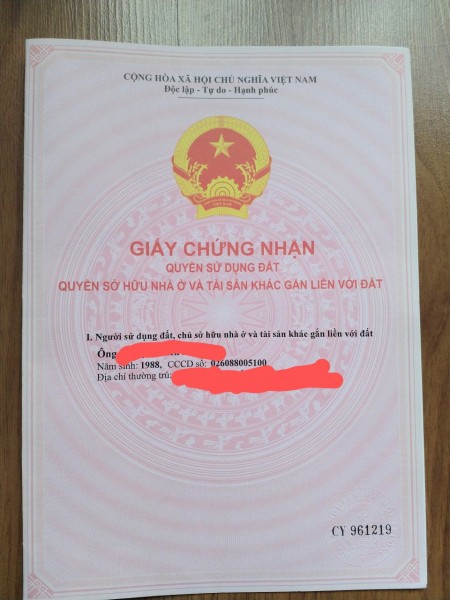 CỘNG HÒA XÃ HỘI CHỦ NGHĨA VIỆT NAM
Độc lập - Tự do - Hạnh phúc
VIỆT NAM
GIẤY CHỨNG NHẬN
QUYỀN SỬ DỤNG ĐẤT
QUYỀN SỞ HỮU NHÀ Ở VÀ TÀI SẢN KHÁC GẮN LIỀN VỚI ĐẤT
I. Người sử dụng đất, chủ sở hữu nhà ở và tài sản khác gắn liền với đất
Ông
Năm sinh: 1988, CCCD số: 026088005100
Địa chỉ thường trú:
CY 961219